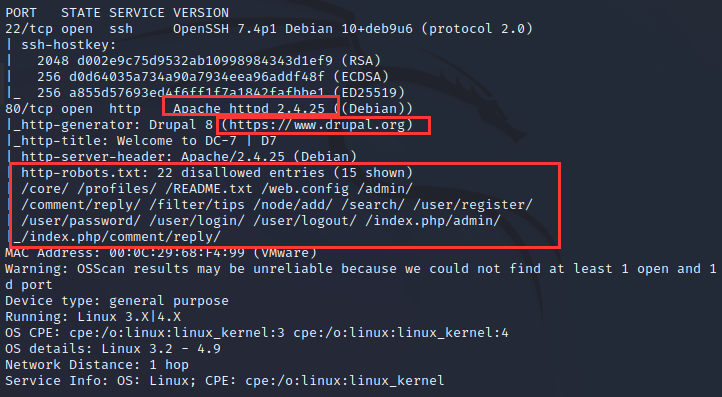 PORT   STATE SERVICE VERSION
22/tcp open  ssh     OpenSSH 7.4p1 Debian 10+deb9u6 (protocol 2.0)
| ssh-hostkey:
|   2048 d002e9c75d9532ab10998984343d1ef9 (RSA)
|   256 d0d64035a734a90a7934eea96addf48f (ECDSA)
|_  256 a855d57693ed4f6ff1f7a1842fafbbe1 (ED25519)
80/tcp open  http    Apache httpd 2.4.25 ((Debian))
|_http-generator: Drupal 8 (https://www.drupal.org)
|_http-title: Welcome to DC-7 | D7
|_http-server-header: Apache/2.4.25 (Debian)
| http-robots.txt: 22 disallowed entries (15 shown)
| /core/ /profiles/ /README.txt /web.config /admin/
| /comment/reply/ /filter/tips /node/add/ /search/ /user/register/
| /user/password/ /user/login/ /user/logout/ /index.php/admin/
|_/index.php/comment/reply/
MAC Address: 00:0C:29:68:F4:99 (VMware)
Warning: OSScan results may be unreliable because we could not find at least 1 open and 1
d port
Device type: general purpose
Running: Linux 3.X|4.X
OS CPE: cpe:/o:linux:linux_kernel:3 cpe:/o:linux:linux_kernel:4
OS details: Linux 3.2 - 4.9
Network Distance: 1 hop
Service Info: OS: Linux; CPE: cpe:/o:linux:linux_kernel